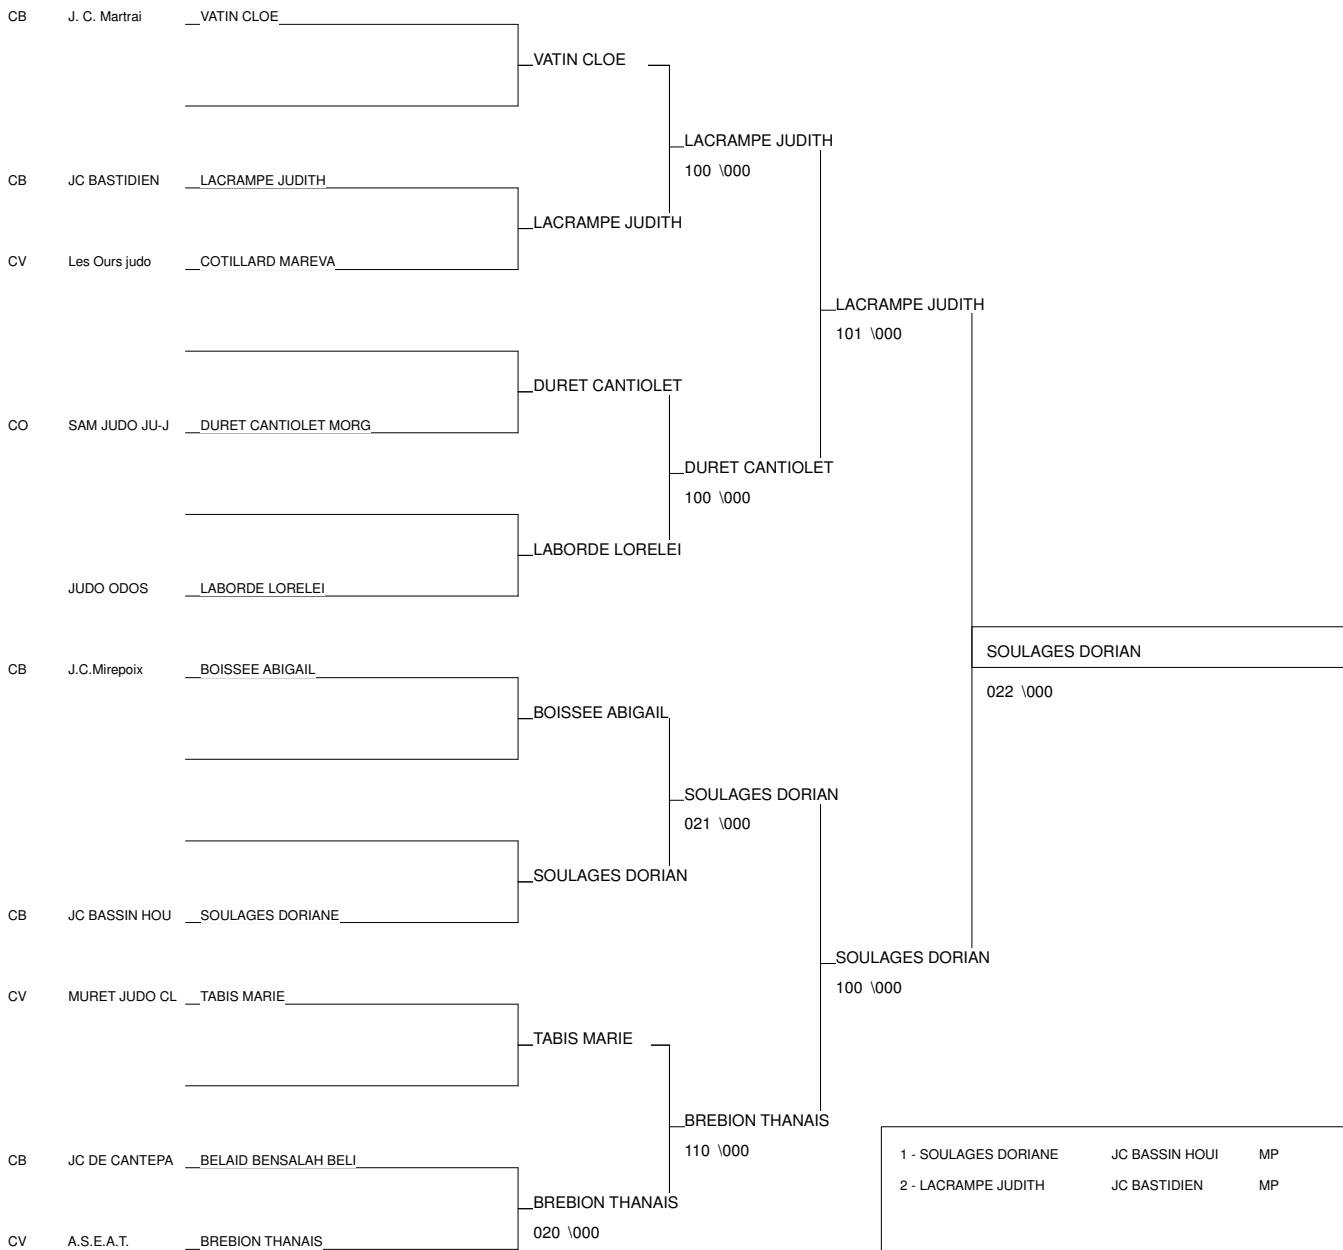 CB J. C. Martrai VATIN CLOE
VATIN CLOE
LACRAMPE JUDITH
100 \000
CB JC BASTIDIEN LACRAMPE JUDITH
LACRAMPE JUDITH
CV Les Ours judo COTILLARD MAREVA
LACRAMPE JUDITH
101 \000
DURET CANTIOLET
CO SAM JUDO JU-J DURET CANTIOLET MORG
DURET CANTIOLET
100 \000
LABORDE LORELEI
JUDO ODOS LABORDE LORELEI
SOULAGES DORIAN
022 \000
CB J.C.Mirepoix BOISSEE ABIGAIL
BOISSEE ABIGAIL
SOULAGES DORIAN
021 \000
SOULAGES DORIAN
CB JC BASSIN HOU SOULAGES DORIANE
SOULAGES DORIAN
100 \000
CV MURET JUDO CL TABIS MARIE
TABIS MARIE
BREBION THANAIS
110 \000
CB JC DE CANTEPA BELAID BENSALAH BELI
BREBION THANAIS
020 \000
CV A.S.E.A.T. BREBION THANAIS
1 - SOULAGES DORIANE JC BASSIN HOUI MP
2 - LACRAMPE JUDITH JC BASTIDIEN MP